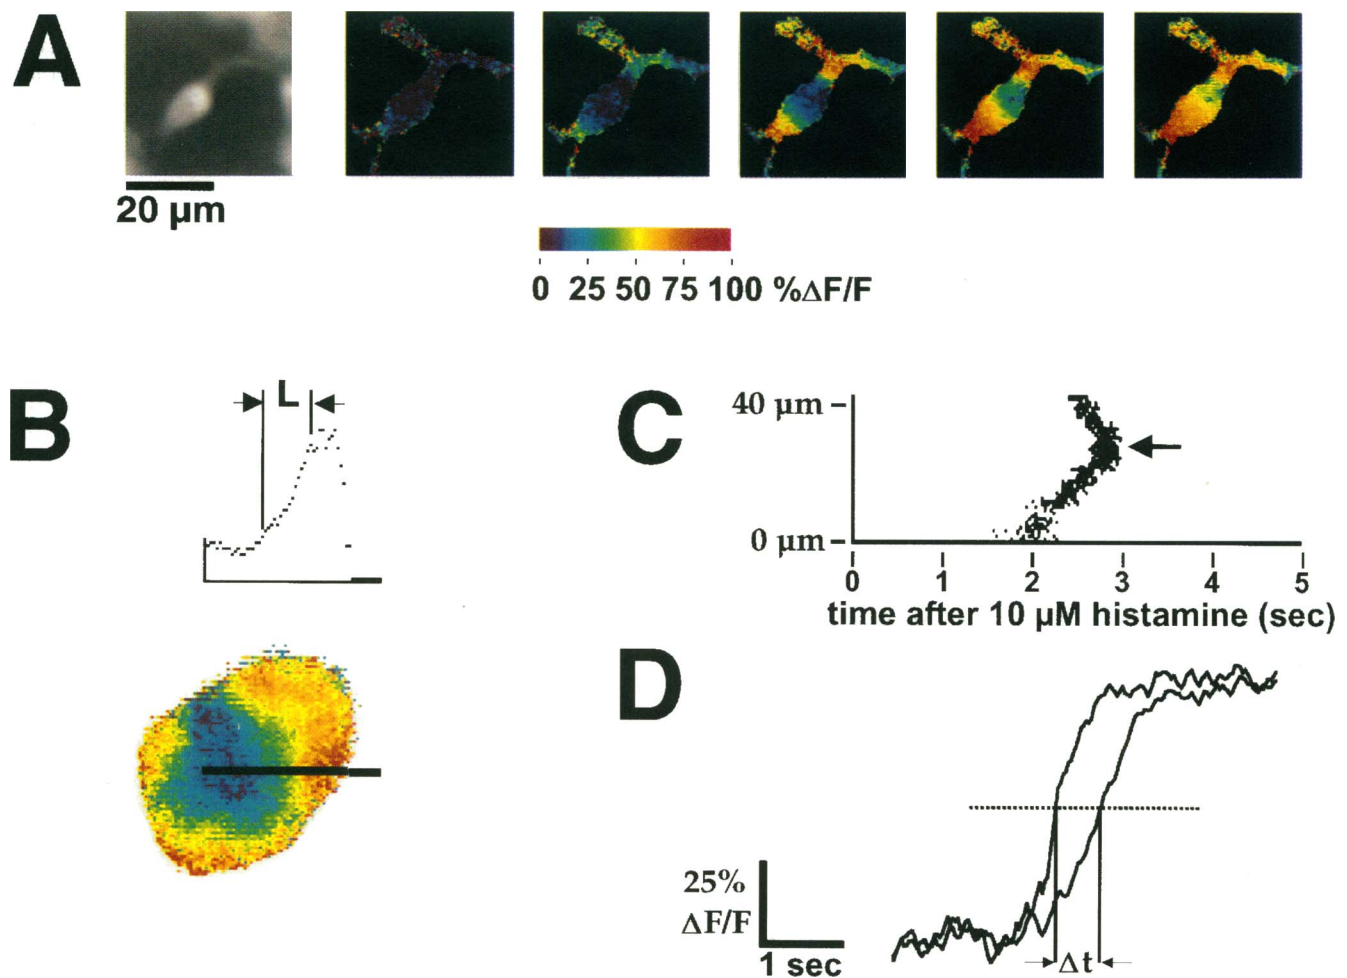 A
20 µm
0 25 50 75 100 %ΔF/F
B
L
C
40 µm
0 µm
0 1 2 3 4 5
time after 10 µM histamine (sec)
D
25%
ΔF/F
1 sec
Δt